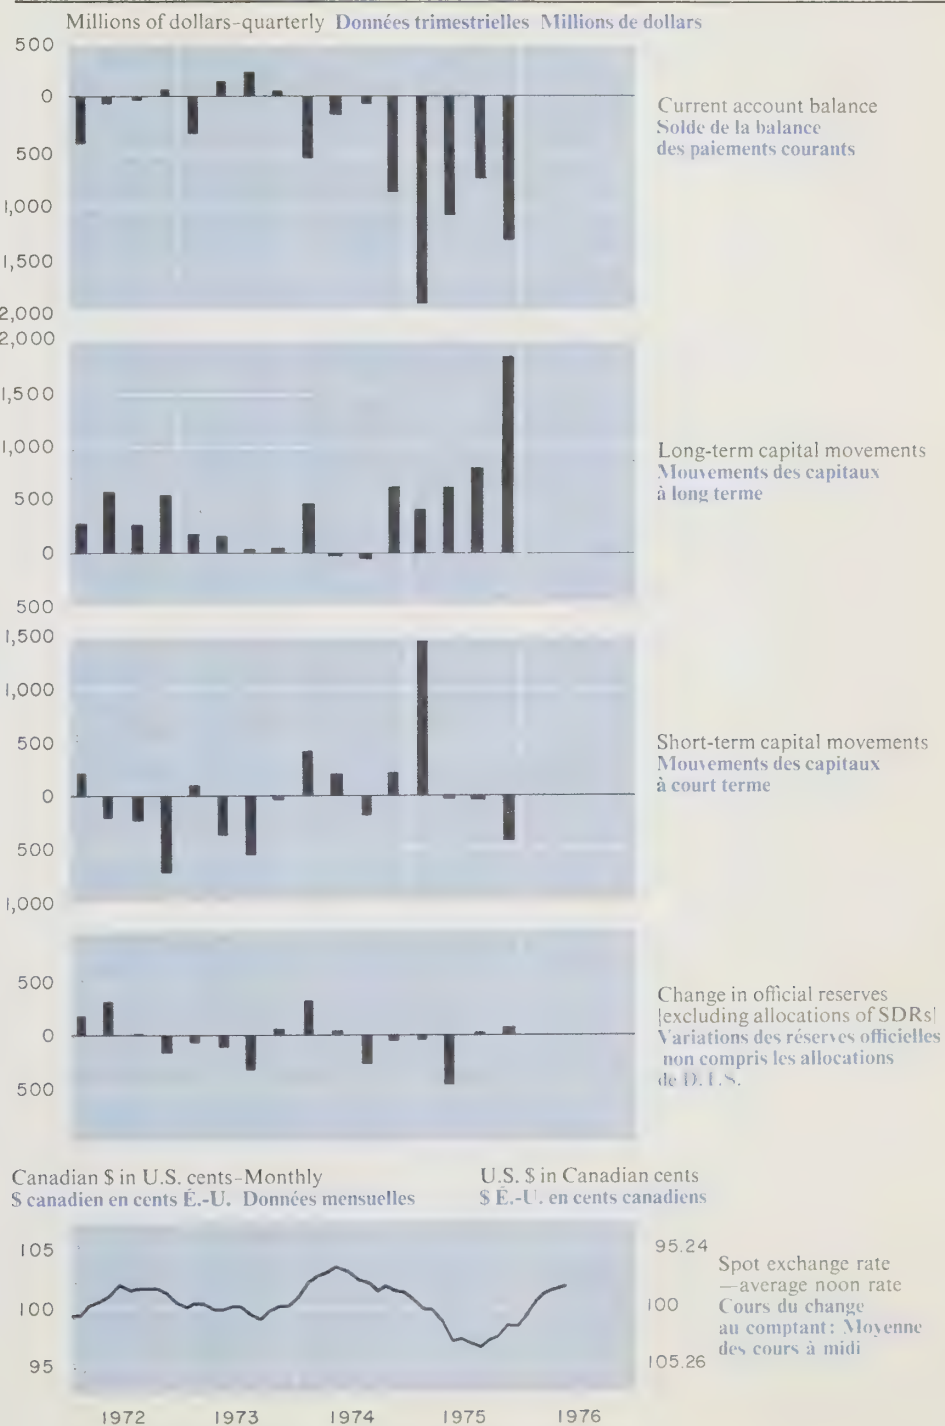 Millions of dollars-quarterly Données trimestrielles Millions de dollars
500
0
500
1,000
1,500
2,000
Current account balance
Solde de la balance
des paiements courants
2,000
1,500
1,000
500
0
500
Long-term capital movements
Mouvements des capitaux
à long terme
1,500
1,000
500
0
500
1,000
Short-term capital movements
Mouvements des capitaux
à court terme
500
0
500
Change in official reserves
[excluding allocations of SDRs]
Variations des réserves officielles
non compris les allocations
de D.T.S.
Canadian $ in U.S. cents-Monthly
$ canadien en cents É.-U. Données mensuelles
U.S. $ in Canadian cents
$ É.-U. en cents canadiens
105
100
95
95.24
100
105.26
Spot exchange rate
—average noon rate
Cours du change
au comptant: Moyenne
des cours à midi
1972 1973 1974 1975 1976